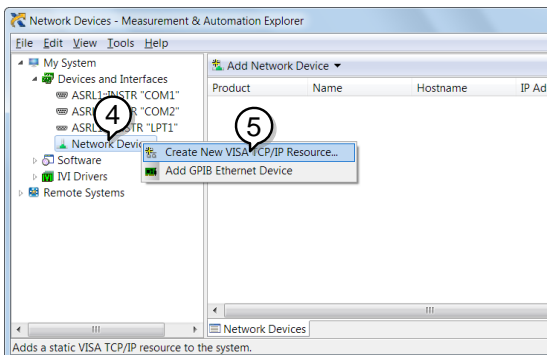 Network Devices - Measurement & Automation Explorer
File Edit View Tools Help
My System
Devices and Interfaces
ASRL1::INSTR "COM1"
"COM2"
"LPT1"
Network
Software
IVI Drivers
Remote Systems
Add Network Device
Product Name Hostname IP Ad
4
5
Create New VISA TCP/IP Resource...
Add GPIB Ethernet Device
Network Devices
Adds a static VISA TCP/IP resource to the system.